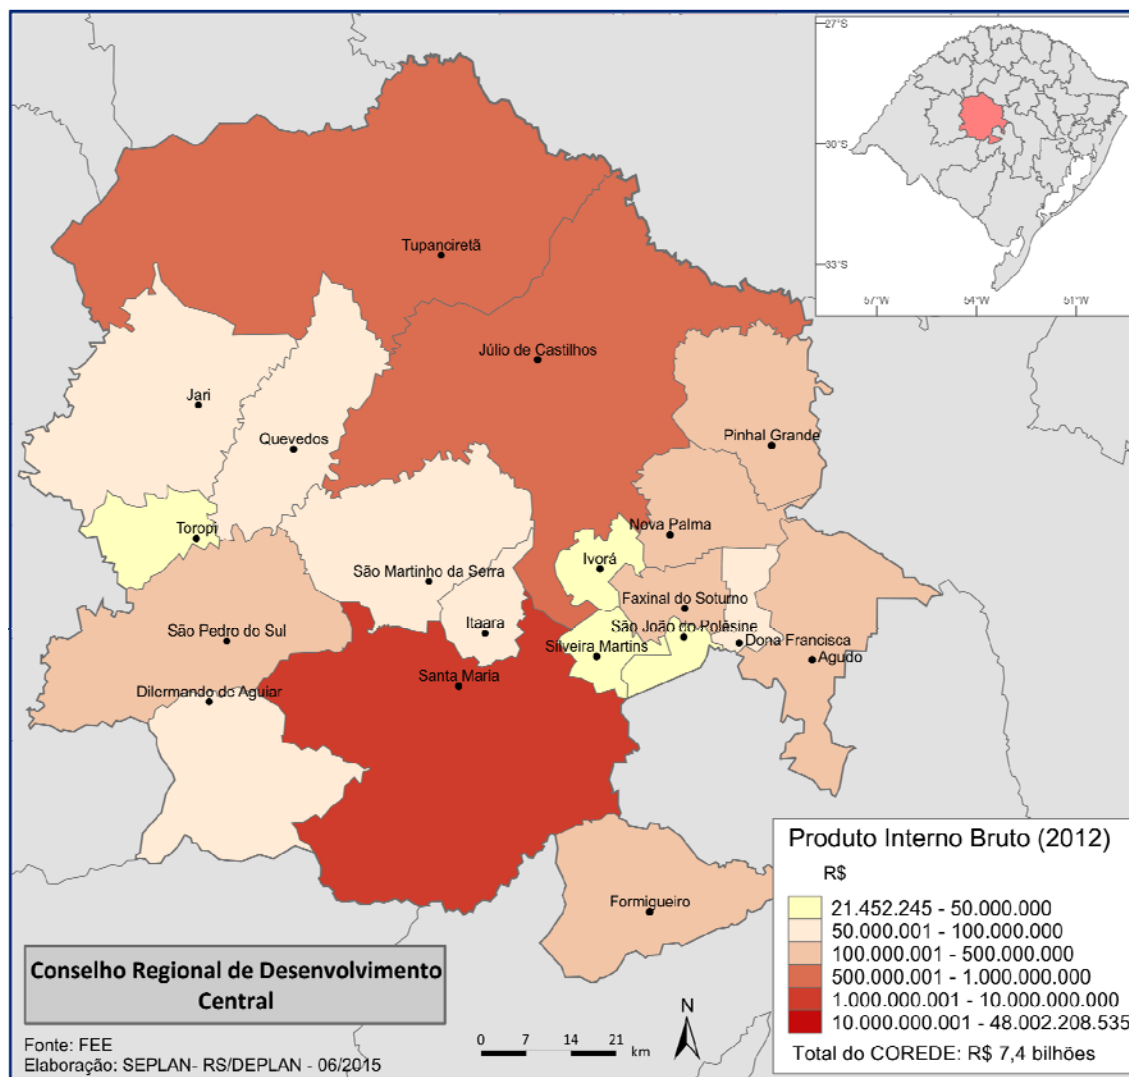 27°S
30°S
33°S
57°W
54°W
51°W
Tupanciretã
Júlio de Castilhos
Jari
Quevedos
Pinhal Grande
Toropi
Nova Palma
Ivorá
São Martinho da Serra
Faxinal do Soturno
Itaara
São João do Polêsine
São Pedro do Sul
Silveira Martins
Dona Francisca
Agudo
Santa Maria
Dilermando de Aguiar
Formigueiro
Produto Interno Bruto (2012)
R$
21.452.245 - 50.000.000
50.000.001 - 100.000.000
100.000.001 - 500.000.000
500.000.001 - 1.000.000.000
1.000.000.001 - 10.000.000.000
10.000.000.001 - 48.002.208.535
Total do COREDE: R$ 7,4 bilhões
Conselho Regional de Desenvolvimento
Central
N
0 7 14 21
km
Fonte: FEE
Elaboração: SEPLAN- RS/DEPLAN - 06/2015